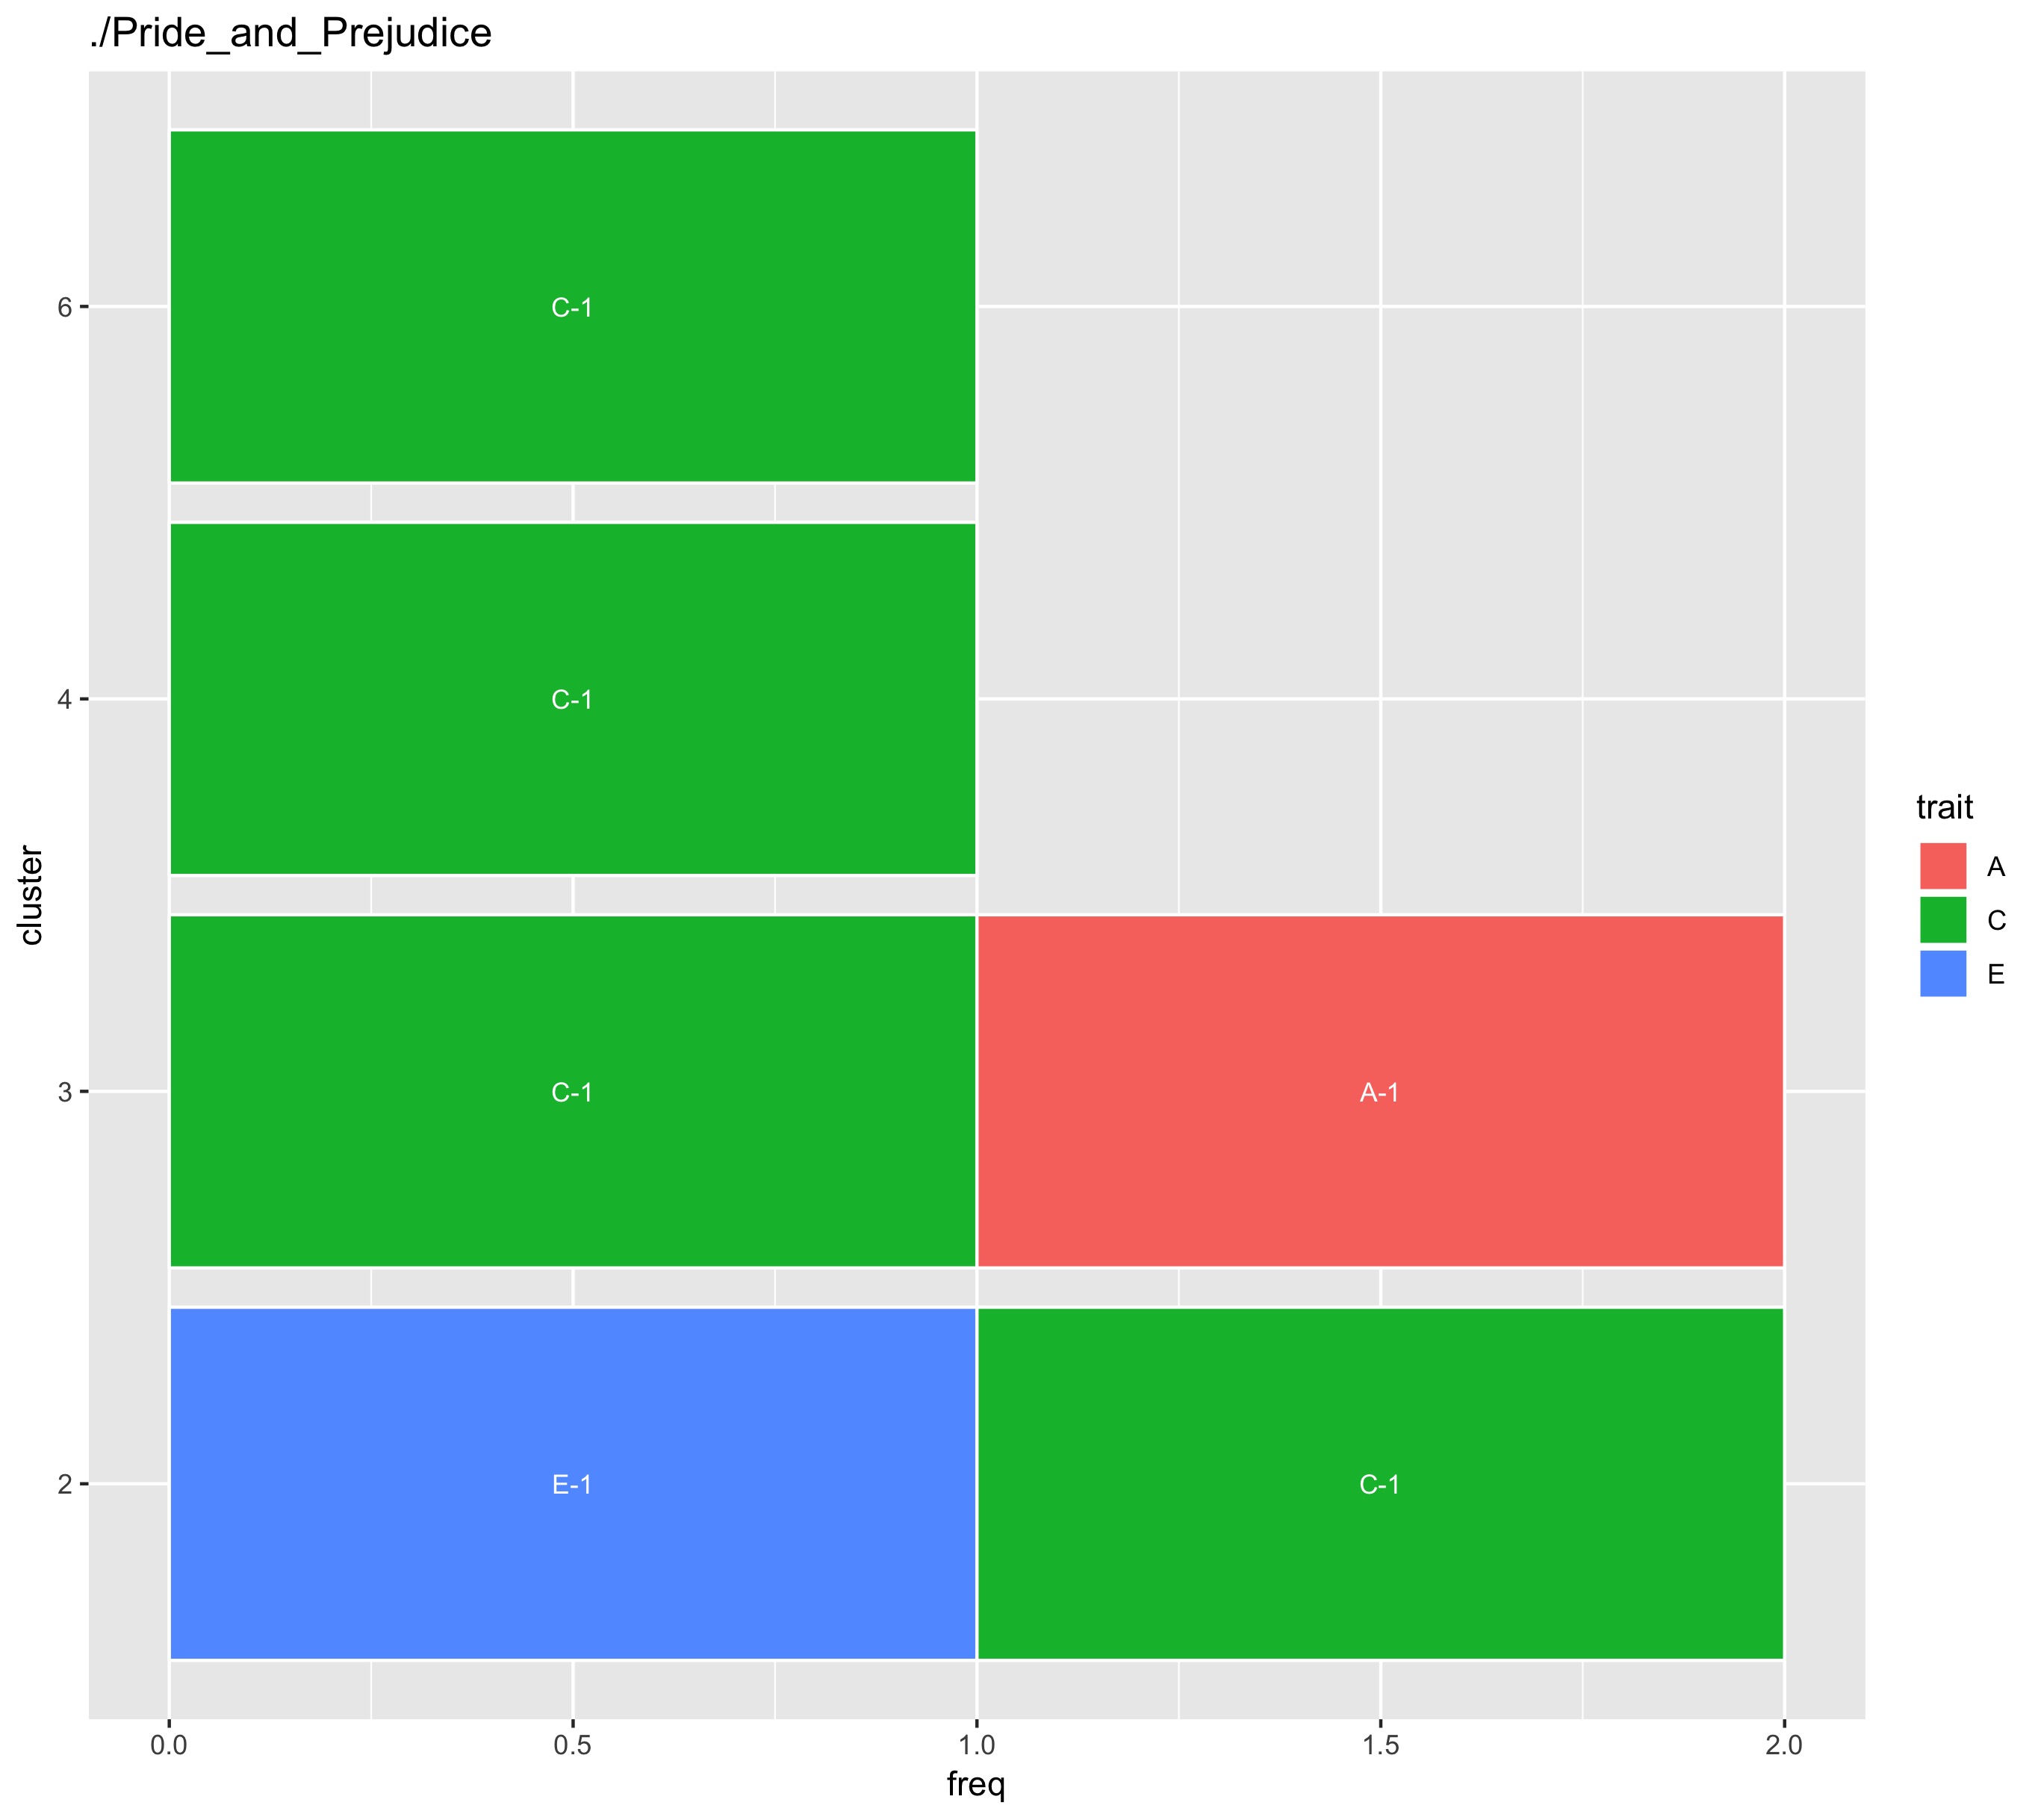 ./Pride_and_Prejudice
cluster
6
C-1
4
C-1
3
C-1 A-1
2
E-1 C-1
0.0 0.5 1.0 1.5 2.0
freq
trait
A
C
E